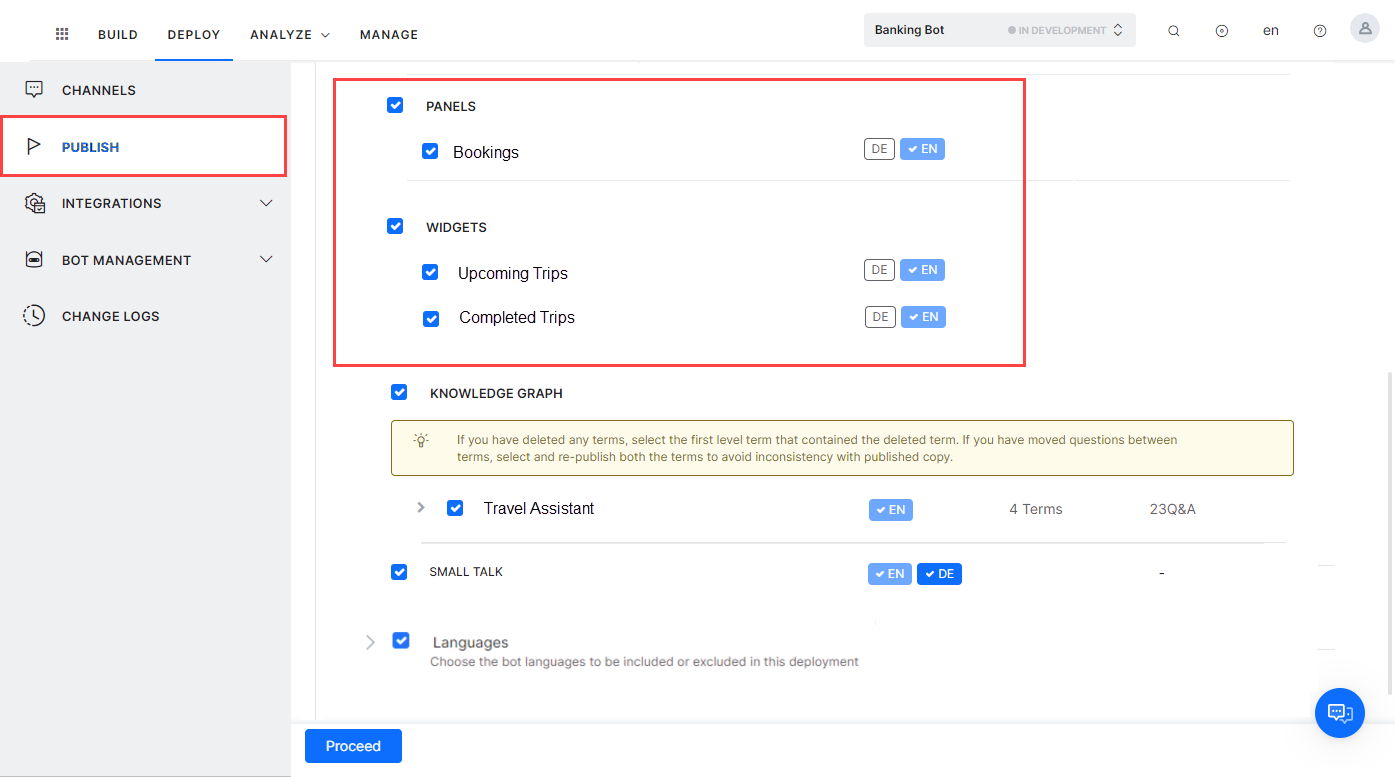 BUILD DEPLOY ANALYZE MANAGE Banking Bot IN DEVELOPMENT en
CHANNELS
PUBLISH
INTEGRATIONS
BOT MANAGEMENT
CHANGE LOGS
PANELS
Bookings DE EN
WIDGETS
Upcoming Trips DE EN
Completed Trips DE EN
KNOWLEDGE GRAPH
If you have deleted any terms, select the first level term that contained the deleted term. If you have moved questions between
terms, select and re-publish both the terms to avoid inconsistency with published copy.
Travel Assistant EN 4 Terms 23Q&A
SMALL TALK EN DE -
Languages
Choose the bot languages to be included or excluded in this deployment
Proceed